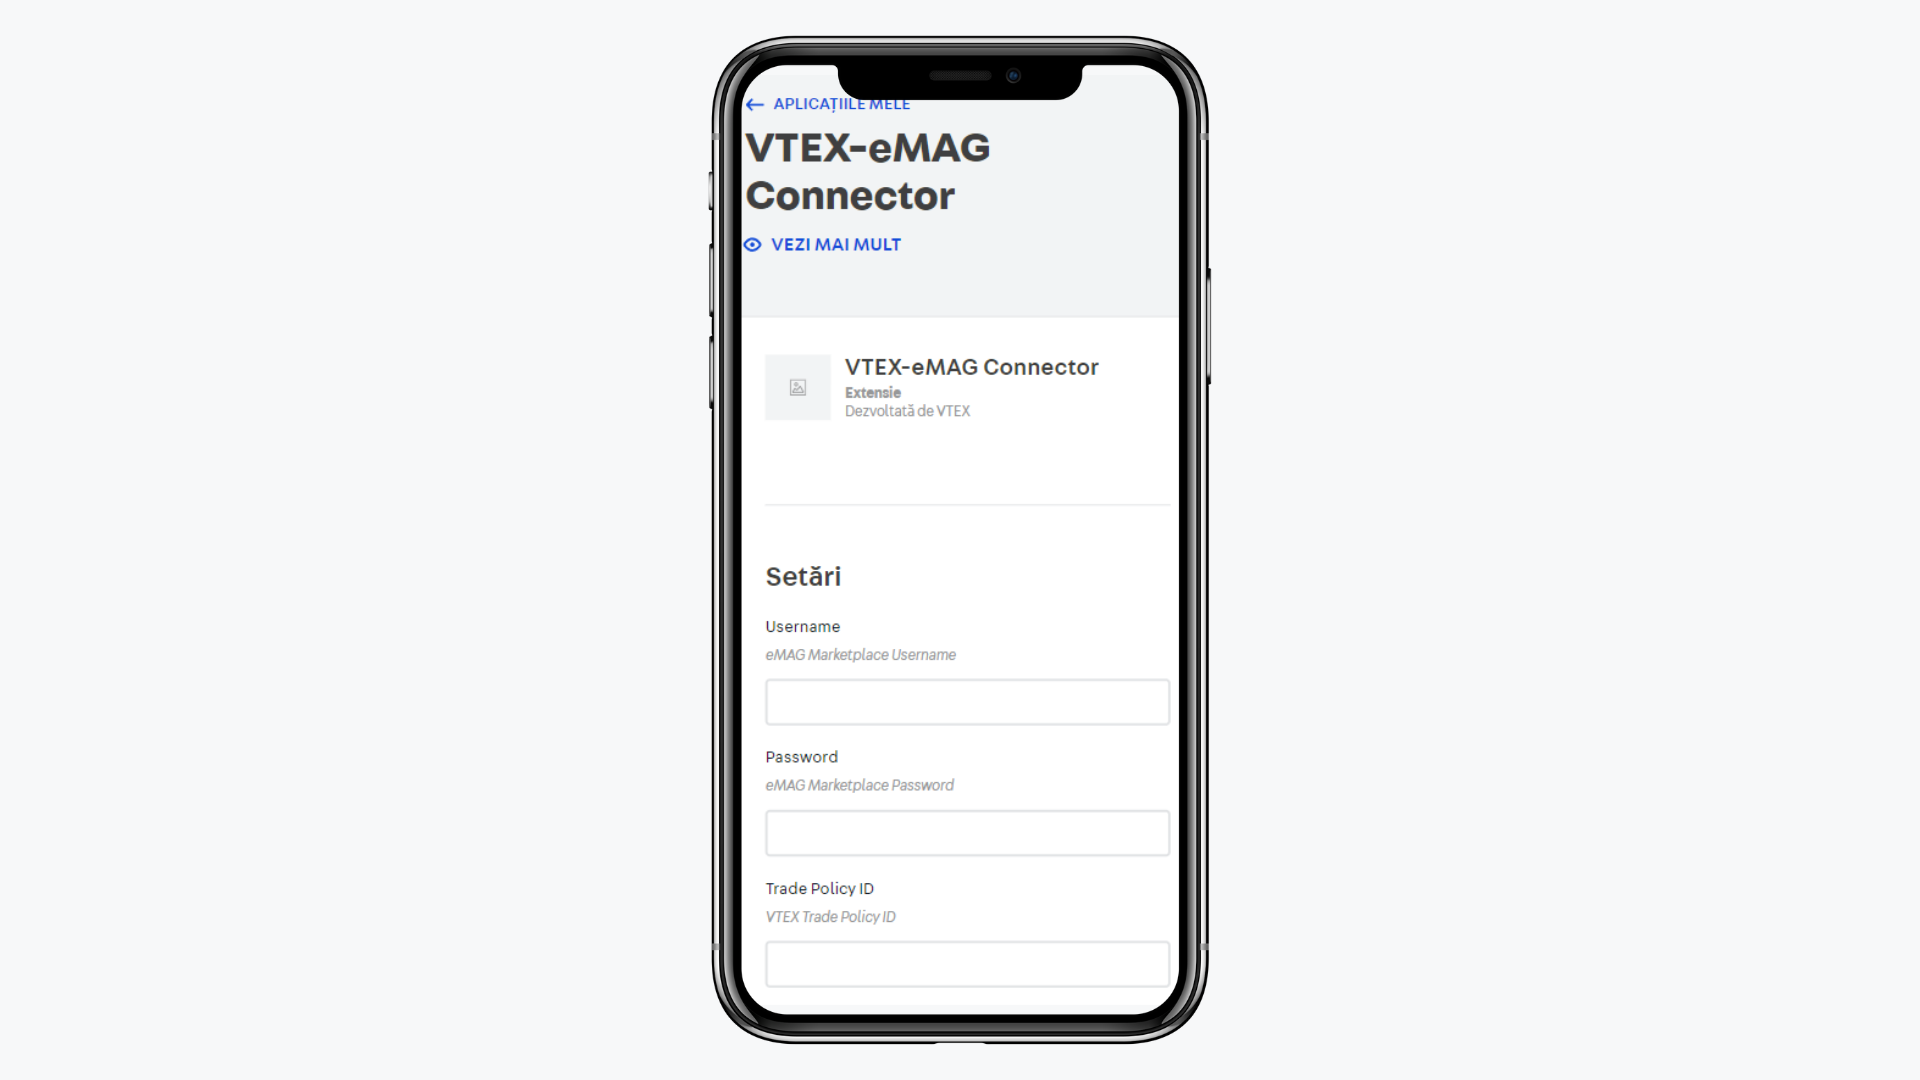 APLICAȚIILE MELE
VTEX-eMAG
Connector
VEZI MAI MULT
VTEX-eMAG Connector
Extensie
Dezvoltată de VTEX
Setări
Username
eMAG Marketplace Username
Password
eMAG Marketplace Password
Trade Policy ID
VTEX Trade Policy ID